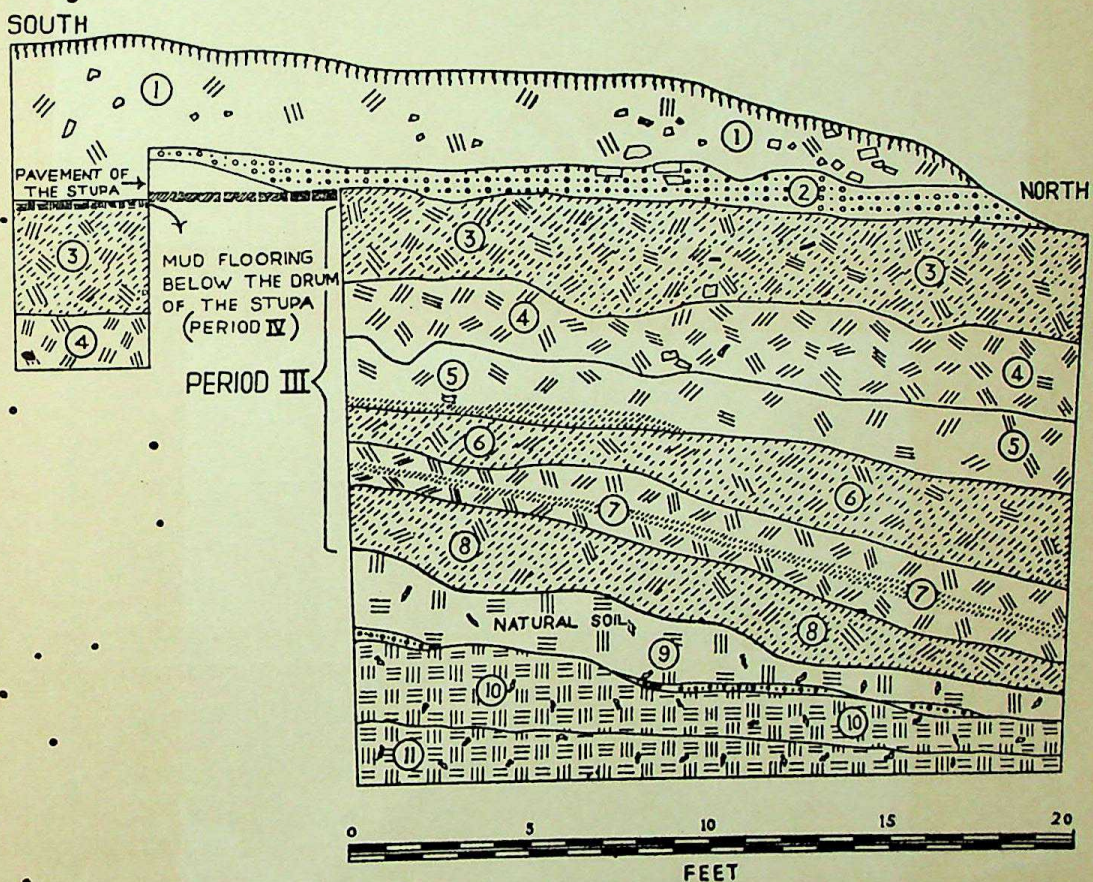 SOUTH
①
①
PAVEMENT OF
THE STUPA
②
NORTH
③
MUD FLOORING
BELOW THE DRUM
OF THE STUPA
(PERIOD IV)
③
③
④
④
④
PERIOD III
⑤
⑤
⑥
⑥
⑦
⑦
⑧
⑧
NATURAL SOIL
⑨
⑩
⑩
⑪
0 5 10 15 20
FEET